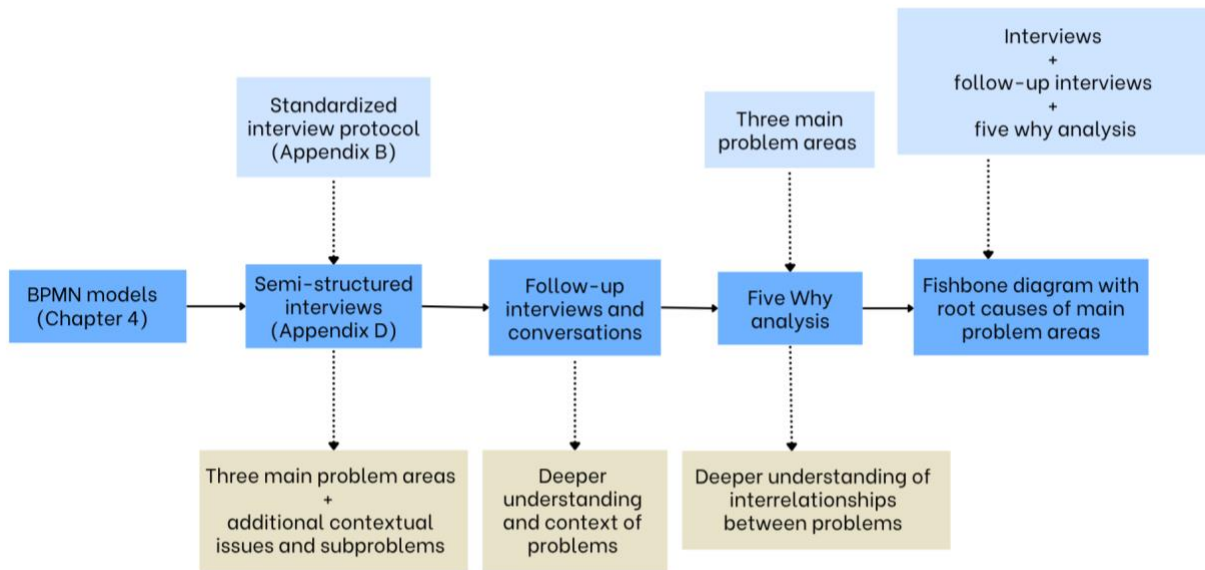 Interviews
+
follow-up interviews
+
five why analysis
Standardized
interview protocol
(Appendix B)
Three main
problem areas
BPMN models
(Chapter 4)
Semi-structured
interviews
(Appendix D)
Follow-up
interviews and
conversations
Five Why
analysis
Fishbone diagram with
root causes of main
problem areas
Three main problem areas
+
additional contextual
issues and subproblems
Deeper
understanding
and context of
problems
Deeper understanding of
interrelationships
between problems